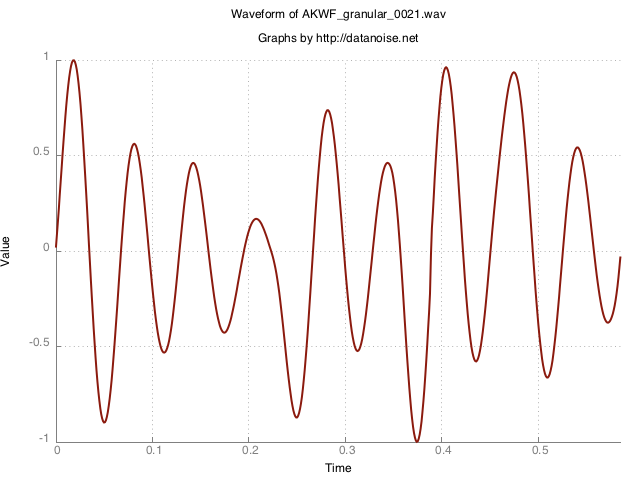 Waveform of AKWF_granular_0021.wav
Graphs by http://datanoise.net
1
0.5
0
-0.5
-1
Value
0 0.1 0.2 0.3 0.4 0.5
Time